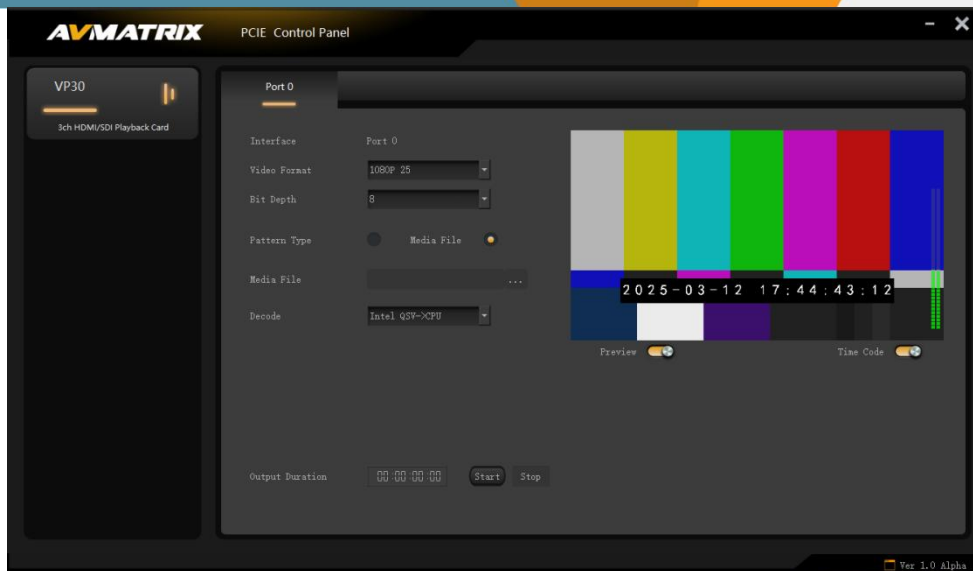 AVMATRIX
PCIE Control Panel
VP30
3ch HDMI/SDI Playback Card
Port 0
Interface Port 0
Video Format 1080P 25
Bit Depth 8
Pattern Type Media File
Media File ...
Decode Intel QSV->CPU
2025-03-12 17:44:43:12
Preview Time Code
Output Duration 00:00:00:00 Start Stop
Ver 1.0 Alpha